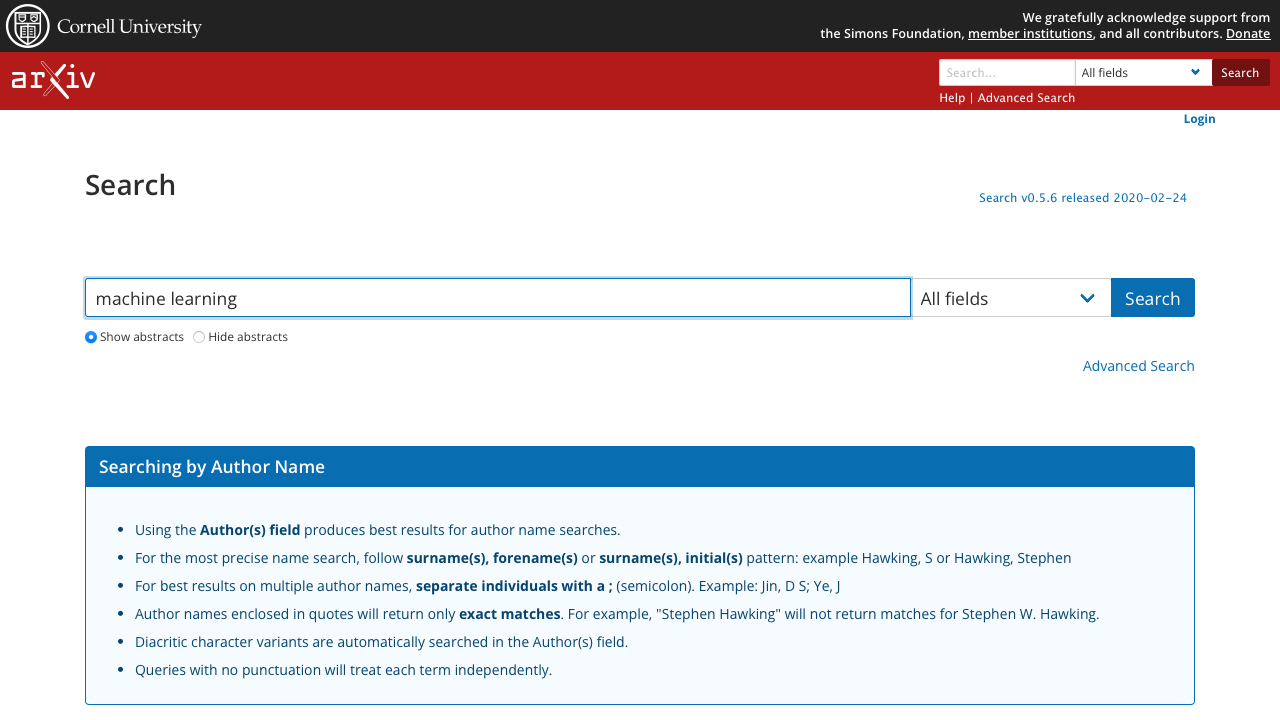 Cornell University
We gratefully acknowledge support from
the Simons Foundation, member institutions, and all contributors. Donate
arXiv
Search... All fields Search
Help | Advanced Search
Login
Search
Search v0.5.6 released 2020-02-24
machine learning All fields Search
Show abstracts Hide abstracts
Advanced Search
Searching by Author Name
• Using the Author(s) field produces best results for author name searches.
• For the most precise name search, follow surname(s), forename(s) or surname(s), initial(s) pattern: example Hawking, S or Hawking, Stephen
• For best results on multiple author names, separate individuals with a ; (semicolon). Example: Jin, D S; Ye, J
• Author names enclosed in quotes will return only exact matches. For example, "Stephen Hawking" will not return matches for Stephen W. Hawking.
• Diacritic character variants are automatically searched in the Author(s) field.
• Queries with no punctuation will treat each term independently.